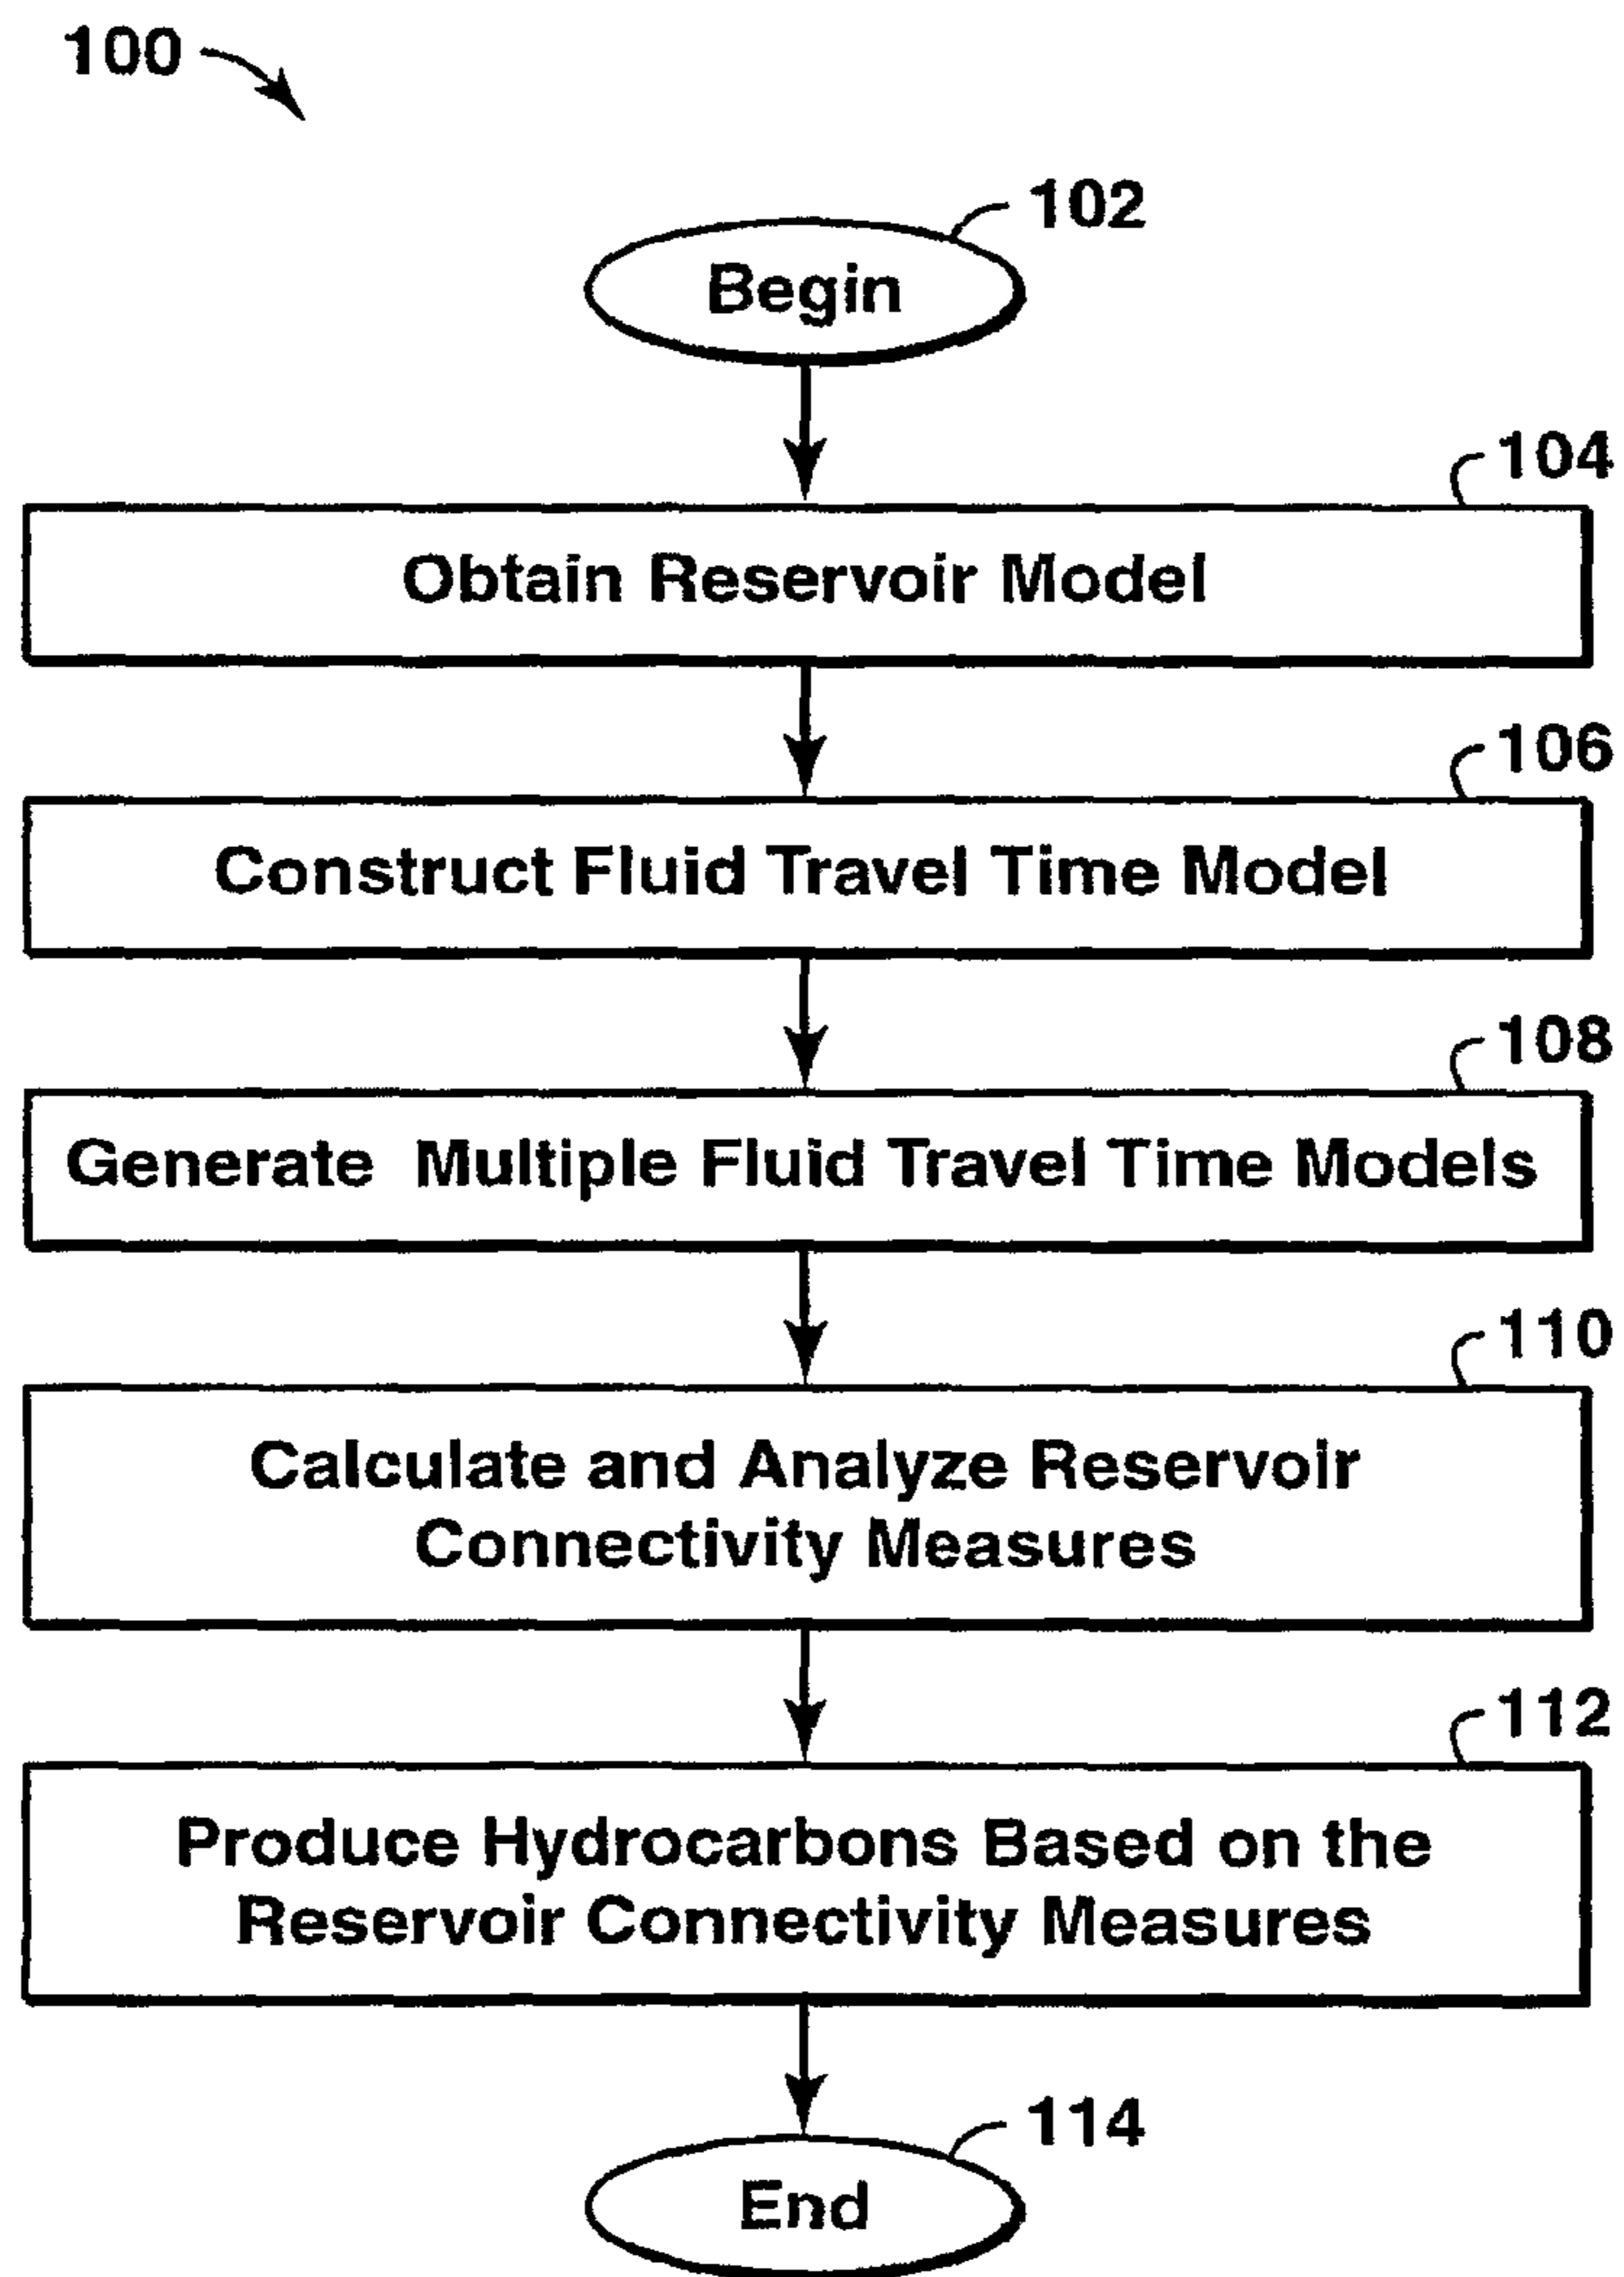 100
102
Begin
104
Obtain Reservoir Model
106
Construct Fluid Travel Time Model
108
Generate Multiple Fluid Travel Time Models
110
Calculate and Analyze Reservoir
Connectivity Measures
112
Produce Hydrocarbons Based on the
Reservoir Connectivity Measures
114
End